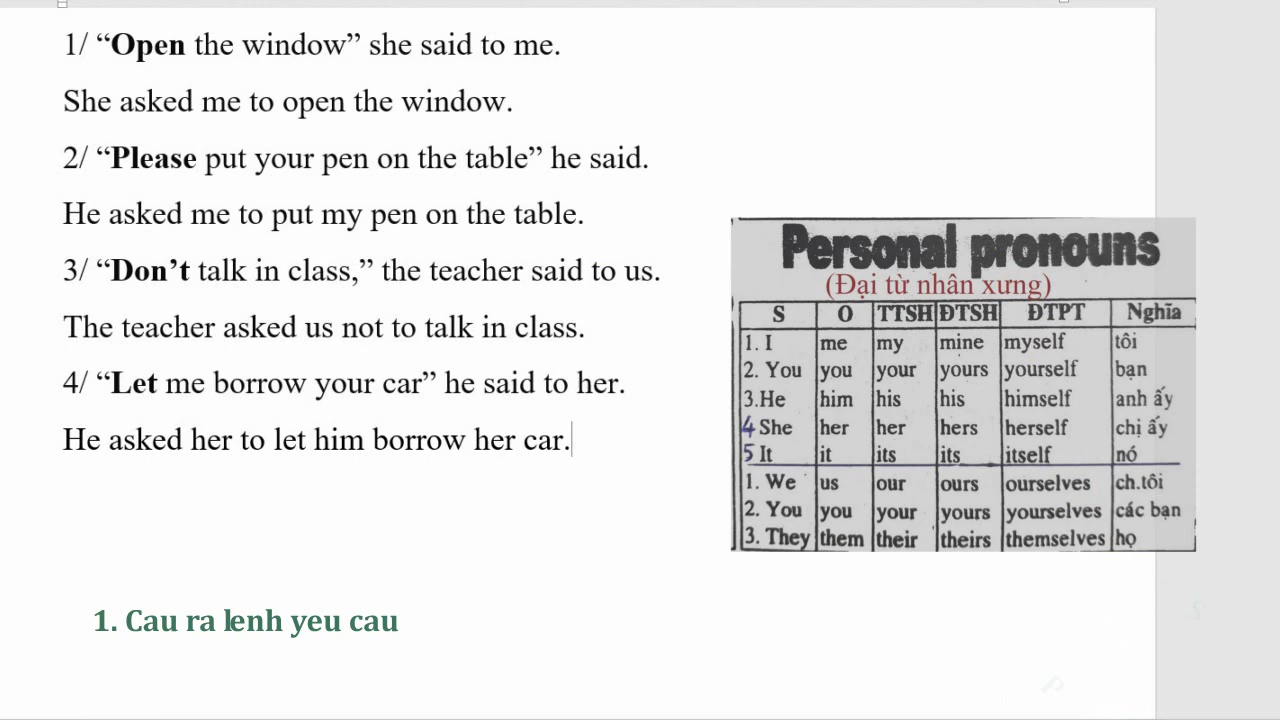 1/ “Open the window” she said to me.
She asked me to open the window.
2/ “Please put your pen on the table” he said.
He asked me to put my pen on the table.
3/ “Don’t talk in class,” the teacher said to us.
The teacher asked us not to talk in class.
4/ “Let me borrow your car” he said to her.
He asked her to let him borrow her car.
Personal pronouns
(Đại từ nhân xưng)
S O TTSH ĐTSH ĐTPT Nghĩa
1. I me my mine myself tôi
2. You you your yours yourself bạn
3.He him his his himself anh ấy
4 She her her hers herself chị ấy
5 It it its its itself nó
1. We us our ours ourselves ch.tôi
2. You you your yours yourselves các bạn
3. They them their theirs themselves họ
1. Cau ra lenh yeu cau